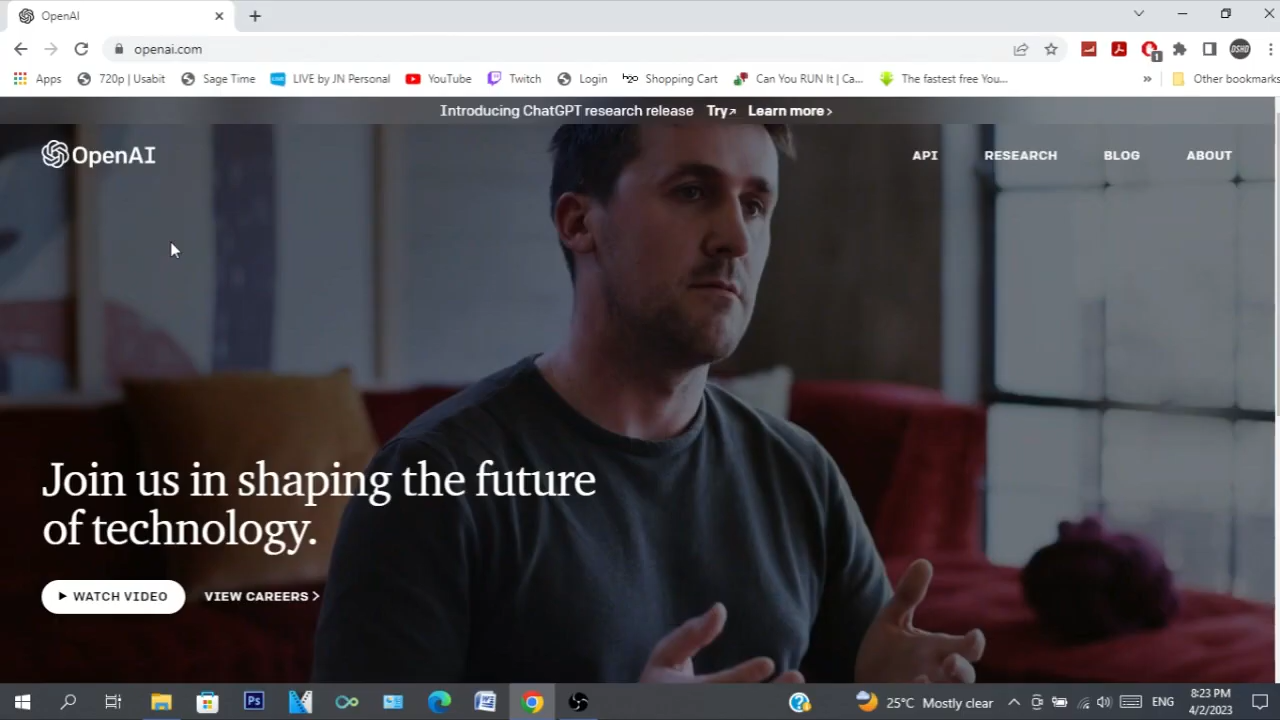 OpenAI
openai.com
Apps
720p | Usabit
Sage Time
LIVE by JN Personal
YouTube
Twitch
Login
Shopping Cart
Can You RUN It | Ca...
The fastest free You...
»
Other bookmarks
Introducing ChatGPT research release Try↗ Learn more ›
OpenAI
API
RESEARCH
BLOG
ABOUT
Join us in shaping the future
of technology.
WATCH VIDEO
VIEW CAREERS >
Ps
25°C Mostly clear
ENG
8:23 PM
4/2/2023